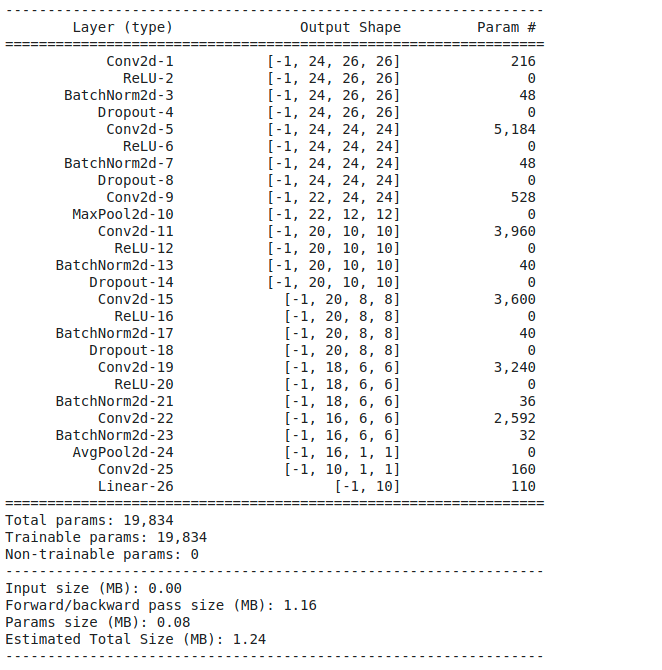 ----------------------------------------------------------------
        Layer (type)               Output Shape         Param #
================================================================
            Conv2d-1           [-1, 24, 26, 26]             216
              ReLU-2           [-1, 24, 26, 26]               0
       BatchNorm2d-3           [-1, 24, 26, 26]              48
           Dropout-4           [-1, 24, 26, 26]               0
            Conv2d-5           [-1, 24, 24, 24]           5,184
              ReLU-6           [-1, 24, 24, 24]               0
       BatchNorm2d-7           [-1, 24, 24, 24]              48
           Dropout-8           [-1, 24, 24, 24]               0
            Conv2d-9           [-1, 22, 24, 24]             528
        MaxPool2d-10           [-1, 22, 12, 12]               0
           Conv2d-11           [-1, 20, 10, 10]           3,960
             ReLU-12           [-1, 20, 10, 10]               0
      BatchNorm2d-13           [-1, 20, 10, 10]              40
          Dropout-14           [-1, 20, 10, 10]               0
           Conv2d-15             [-1, 20, 8, 8]           3,600
             ReLU-16             [-1, 20, 8, 8]               0
      BatchNorm2d-17             [-1, 20, 8, 8]              40
          Dropout-18             [-1, 20, 8, 8]               0
           Conv2d-19             [-1, 18, 6, 6]           3,240
             ReLU-20             [-1, 18, 6, 6]               0
      BatchNorm2d-21             [-1, 18, 6, 6]              36
           Conv2d-22             [-1, 16, 6, 6]           2,592
      BatchNorm2d-23             [-1, 16, 6, 6]              32
        AvgPool2d-24             [-1, 16, 1, 1]               0
           Conv2d-25             [-1, 10, 1, 1]             160
           Linear-26                   [-1, 10]             110
================================================================
Total params: 19,834
Trainable params: 19,834
Non-trainable params: 0
----------------------------------------------------------------
Input size (MB): 0.00
Forward/backward pass size (MB): 1.16
Params size (MB): 0.08
Estimated Total Size (MB): 1.24
----------------------------------------------------------------